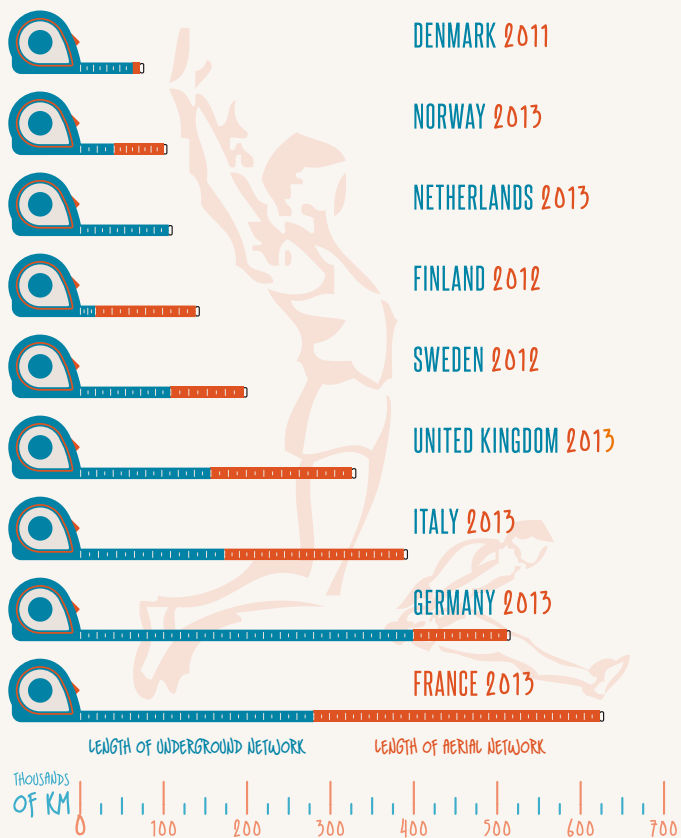 DENMARK 2011
NORWAY 2013
NETHERLANDS 2013
FINLAND 2012
SWEDEN 2012
UNITED KINGDOM 2013
ITALY 2013
GERMANY 2013
FRANCE 2013
LENGTH OF UNDERGROUND NETWORK LENGTH OF AERIAL NETWORK
THOUSANDS
OF KM
0 100 200 300 400 500 600 700